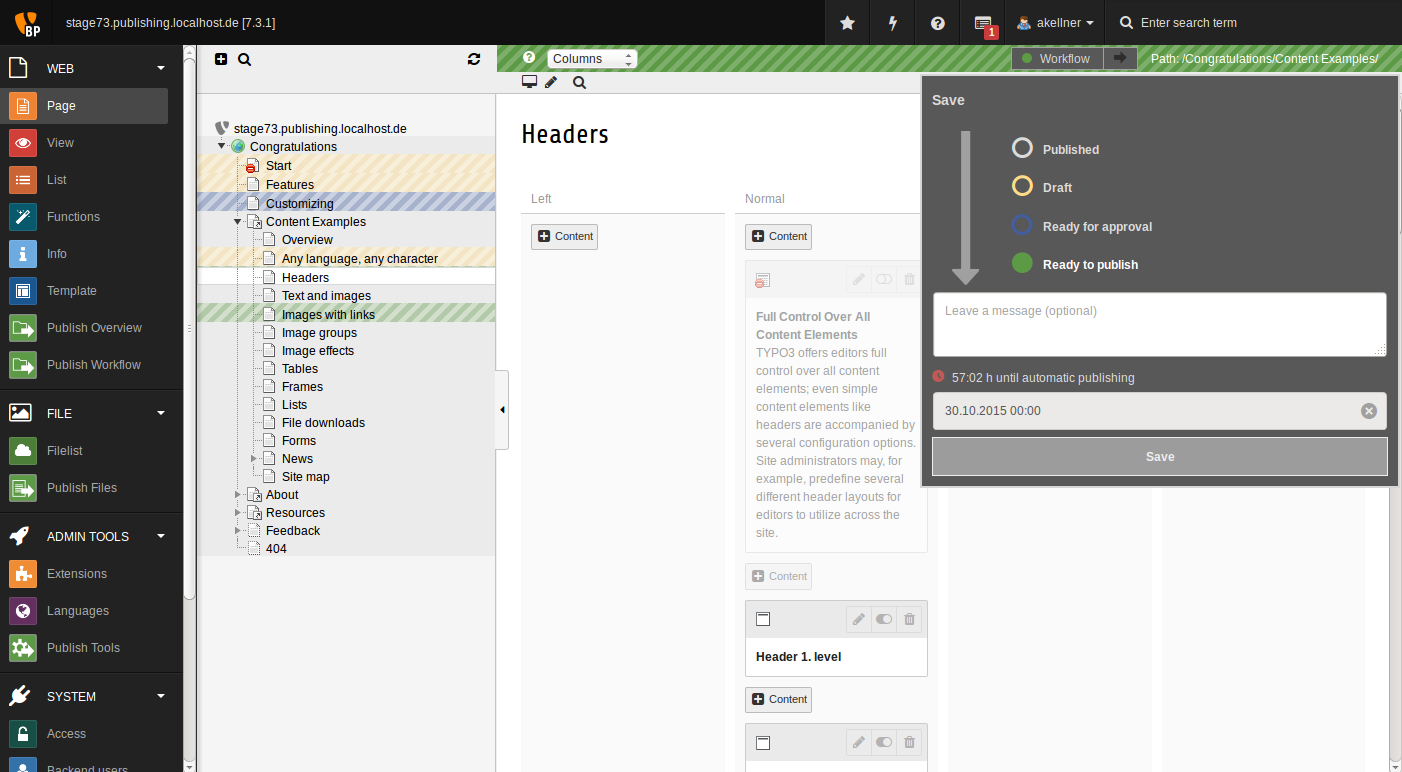 BP
stage73.publishing.localhost.de [7.3.1]
1
akellner
Enter search term
WEB
Page
View
List
Functions
Info
Template
Publish Overview
Publish Workflow
FILE
Filelist
Publish Files
ADMIN TOOLS
Extensions
Languages
Publish Tools
SYSTEM
Access
Backend users
stage73.publishing.localhost.de
Congratulations
Start
Features
Customizing
Content Examples
Overview
Any language, any character
Headers
Text and images
Images with links
Image groups
Image effects
Tables
Frames
Lists
File downloads
Forms
News
Site map
About
Resources
Feedback
404
Columns
Workflow
Path: /Congratulations/Content Examples/
Headers
Left
Content
Normal
Content
Full Control Over All
Content Elements
TYPO3 offers editors full
control over all content
elements; even simple
content elements like
headers are accompanied by
several configuration options.
Site administrators may, for
example, predefine several
different header layouts for
editors to utilize across the
site.
Content
Header 1. level
Content
Save
Published
Draft
Ready for approval
Ready to publish
Leave a message (optional)
57:02 h until automatic publishing
30.10.2015 00:00
Save